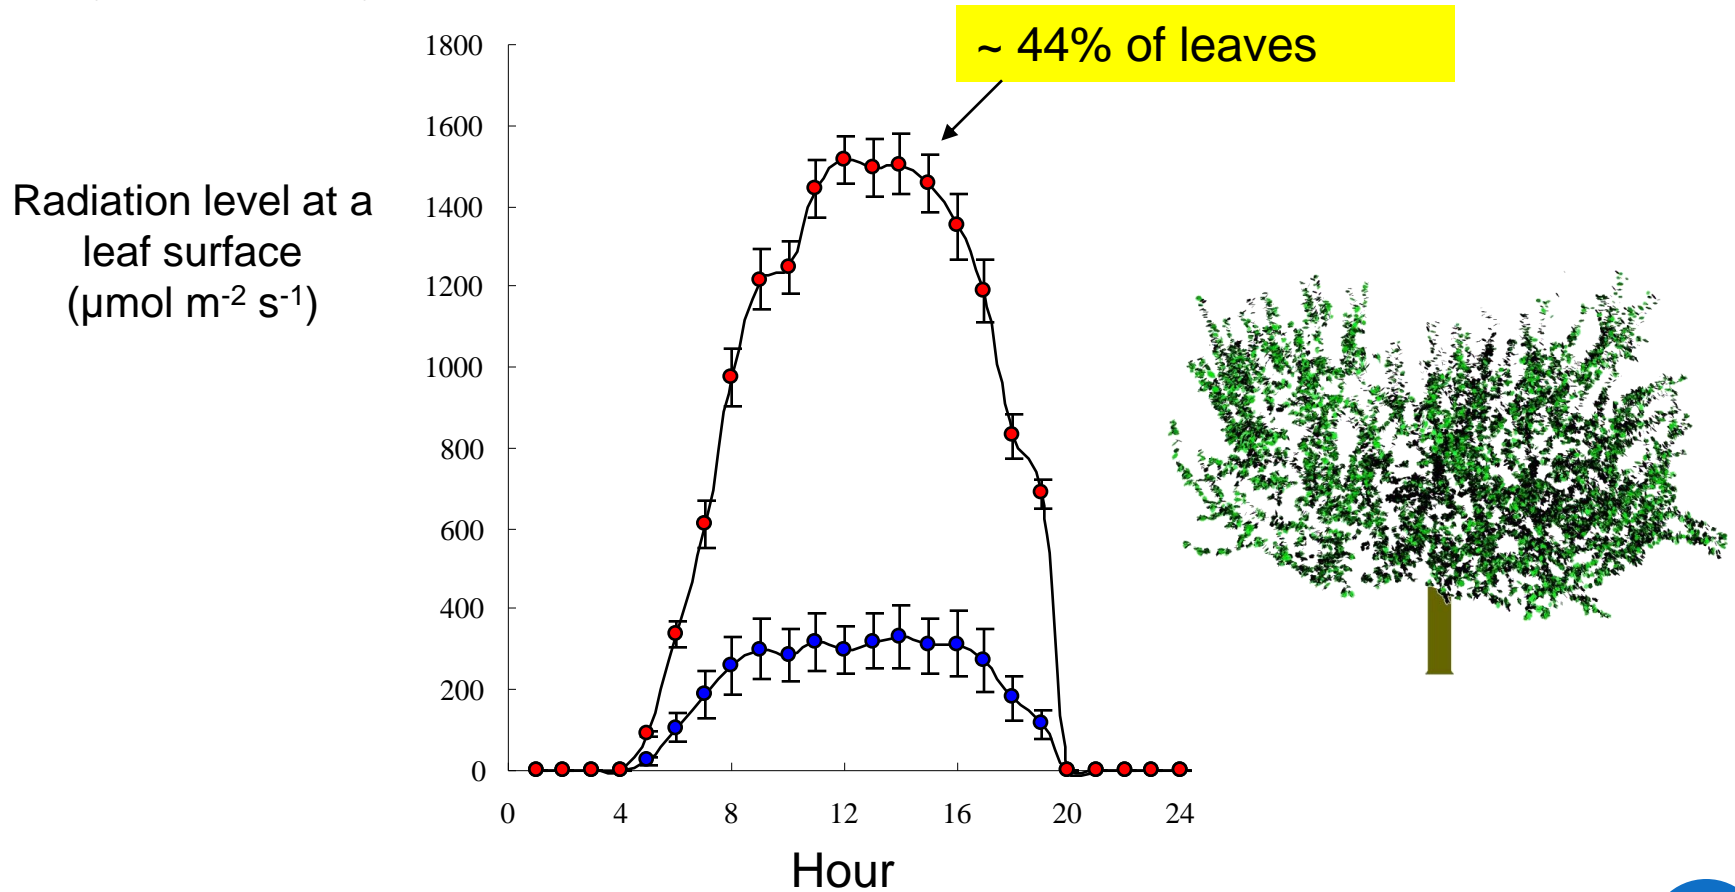 ~ 44% of leaves
Radiation level at a
leaf surface
(µmol m-2 s-1)
1800
1600
1400
1200
1000
800
600
400
200
0
0 4 8 12 16 20 24
Hour